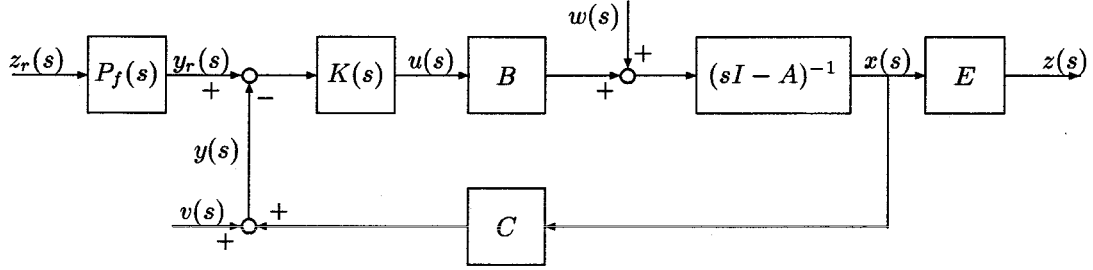 w(s)
+
z_r(s) P_f(s) y_r(s) + − K(s) u(s) B + (sI − A)^{-1} x(s) E z(s)
y(s)
v(s) + + C